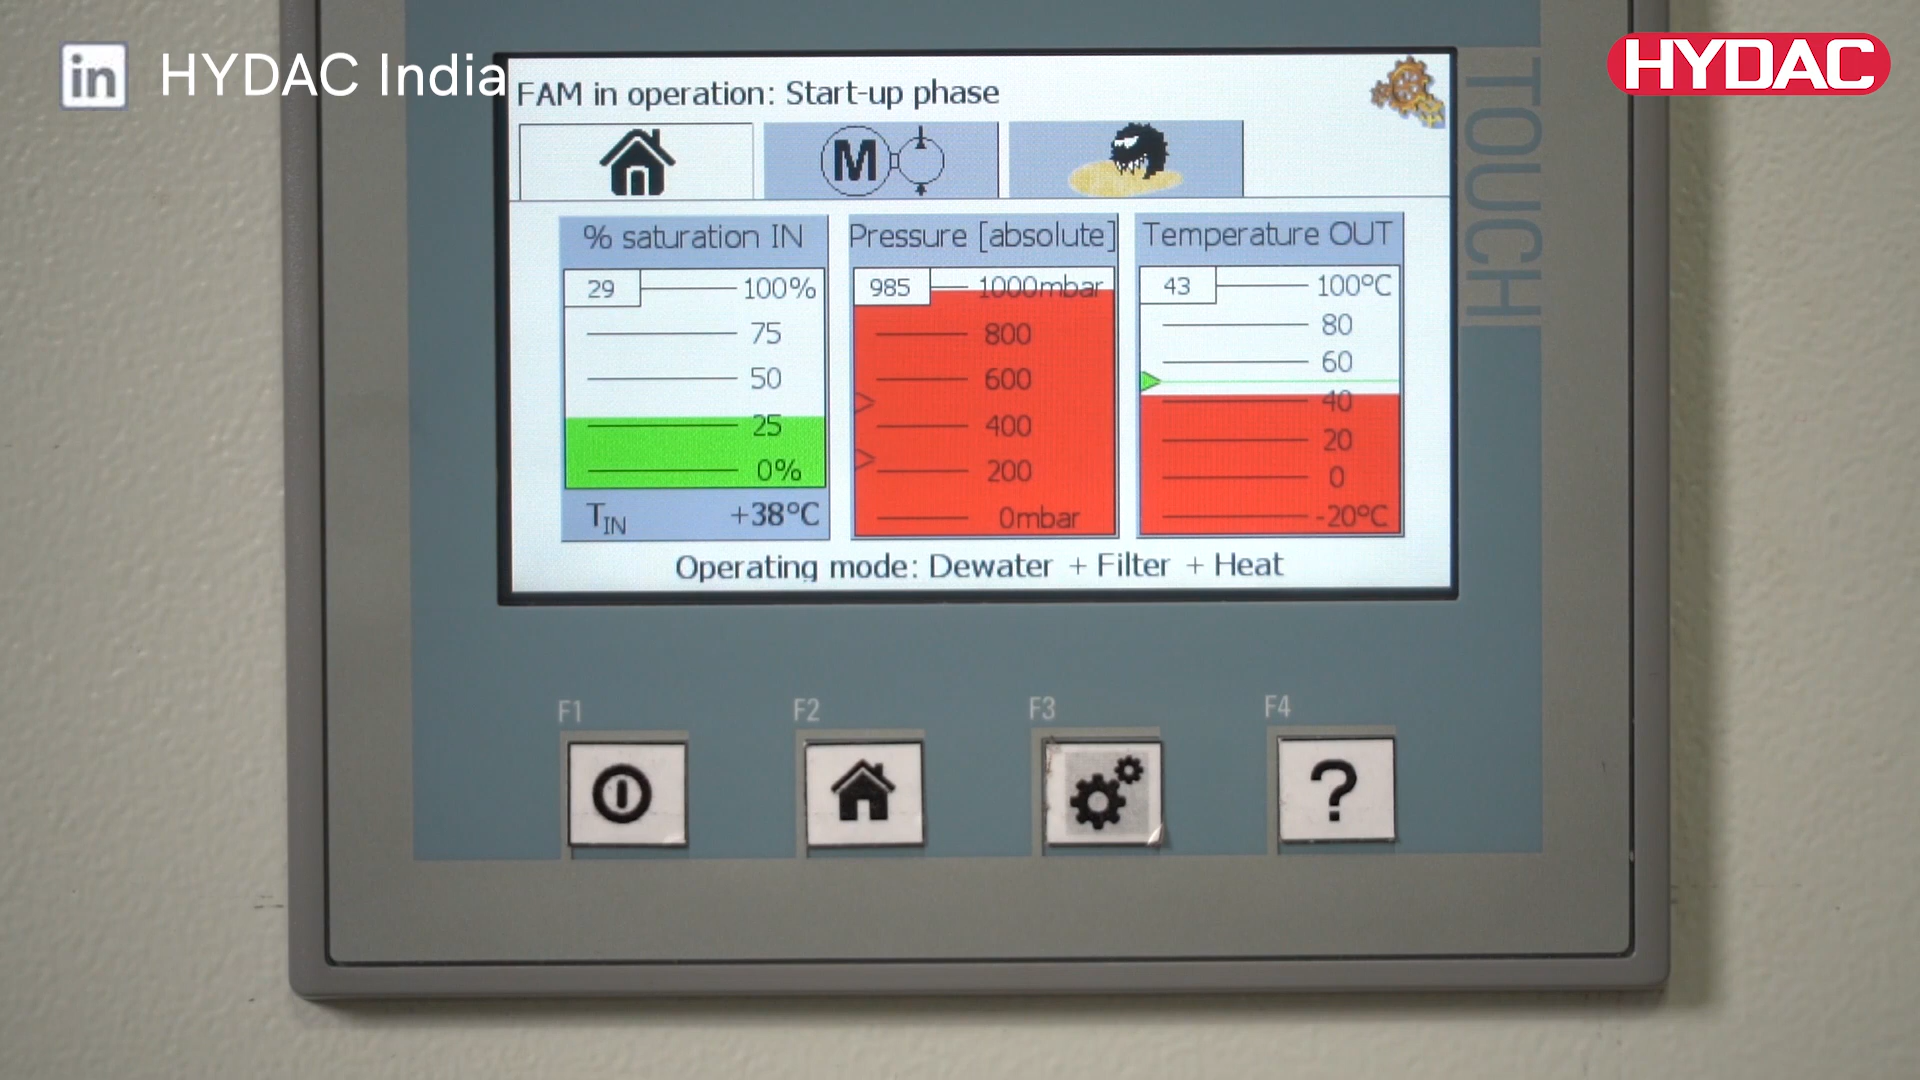 in HYDAC India
HYDAC
FAM in operation: Start-up phase
M
TOUCH
% saturation IN
29
100%
75
50
25
0%
TIN +38°C
Pressure [absolute]
985
1000mbar
800
600
400
200
0mbar
Temperature OUT
43
100°C
80
60
40
20
0
-20°C
Operating mode: Dewater + Filter + Heat
F1 F2 F3 F4
?